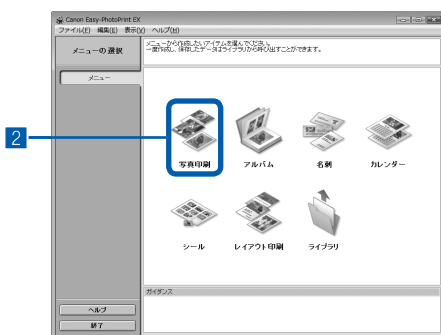 Canon Easy-PhotoPrint EX
ファイル(F) 編集(E) 表示(V) ヘルプ(H)
メニューの選択
メニューから作成したいアイテムを選んでください。
一度作成し、保存したデータはライブラリから呼び出すことができます。
メニュー
2
写真印刷 アルバム 名刺 カレンダー
シール レイアウト印刷 ライブラリ
ガイダンス
ヘルプ
終了